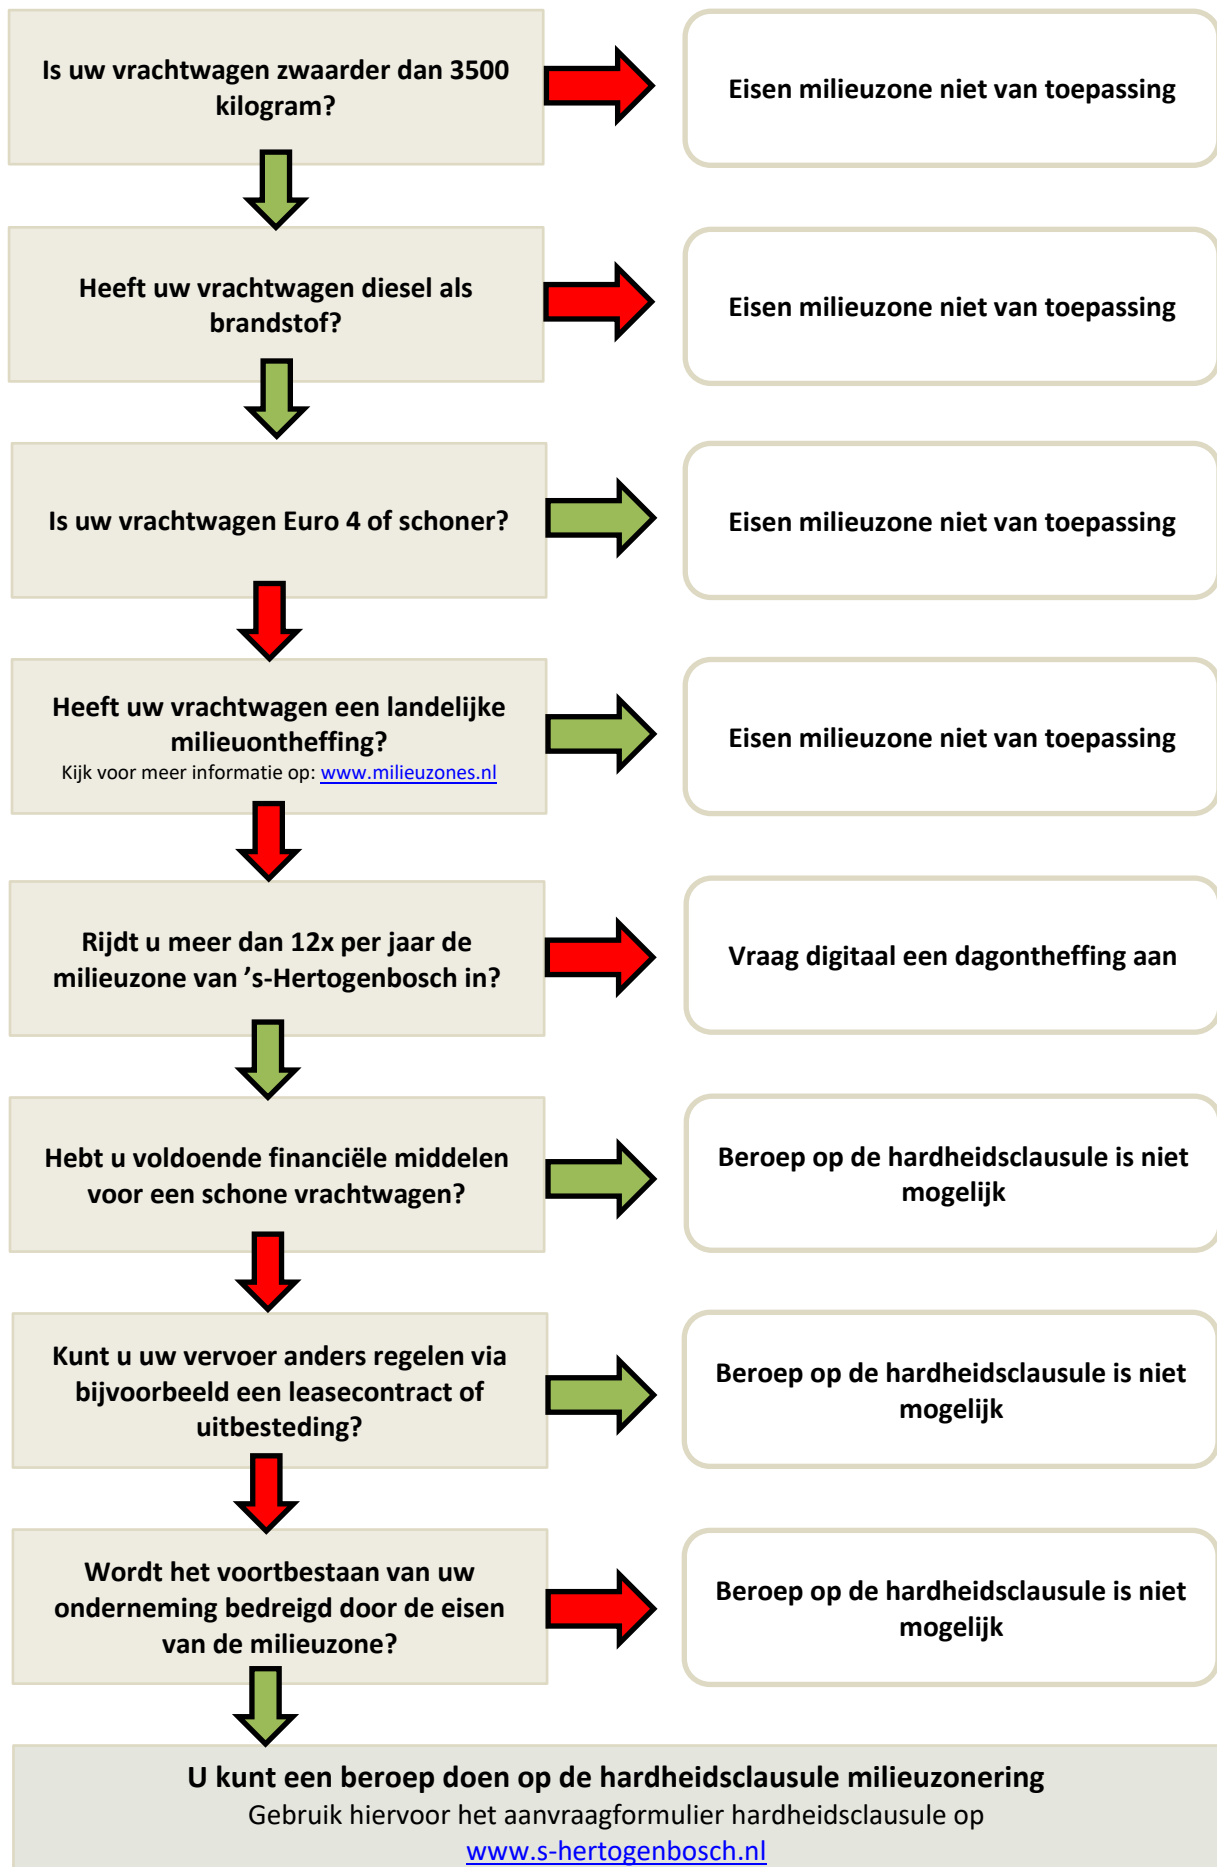 Is uw vrachtwagen zwaarder dan 3500
kilogram?
Eisen milieuzone niet van toepassing
Heeft uw vrachtwagen diesel als
brandstof?
Eisen milieuzone niet van toepassing
Is uw vrachtwagen Euro 4 of schoner?
Eisen milieuzone niet van toepassing
Heeft uw vrachtwagen een landelijke
milieuontheffing?
Kijk voor meer informatie op: www.milieuzones.nl
Eisen milieuzone niet van toepassing
Rijdt u meer dan 12x per jaar de
milieuzone van ’s-Hertogenbosch in?
Vraag digitaal een dagontheffing aan
Hebt u voldoende financiële middelen
voor een schone vrachtwagen?
Beroep op de hardheidsclausule is niet
mogelijk
Kunt u uw vervoer anders regelen via
bijvoorbeeld een leasecontract of
uitbesteding?
Beroep op de hardheidsclausule is niet
mogelijk
Wordt het voortbestaan van uw
onderneming bedreigd door de eisen
van de milieuzone?
Beroep op de hardheidsclausule is niet
mogelijk
U kunt een beroep doen op de hardheidsclausule milieuzonering
Gebruik hiervoor het aanvraagformulier hardheidsclausule op
www.s-hertogenbosch.nl